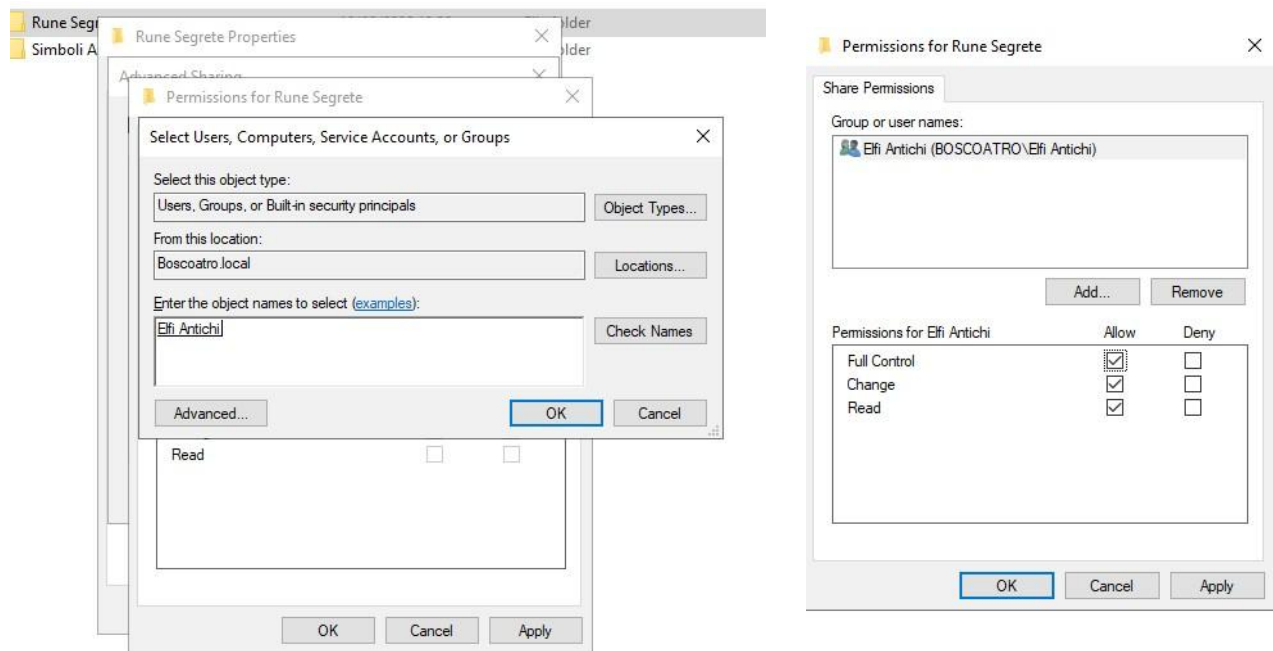 Rune Segr
Simboli A
Rune Segrete Properties
Advanced Sharing
Permissions for Rune Segrete
Select Users, Computers, Service Accounts, or Groups
Select this object type:
Users, Groups, or Built-in security principals
Object Types...
From this location:
Boscoatro.local
Locations...
Enter the object names to select (examples):
Elfi Antichi
Check Names
Advanced...
OK
Cancel
Read
OK
Cancel
Apply
Permissions for Rune Segrete
Share Permissions
Group or user names:
Elfi Antichi (BOSCOATRO\Elfi Antichi)
Add...
Remove
Permissions for Elfi Antichi
Allow
Deny
Full Control
Change
Read
OK
Cancel
Apply